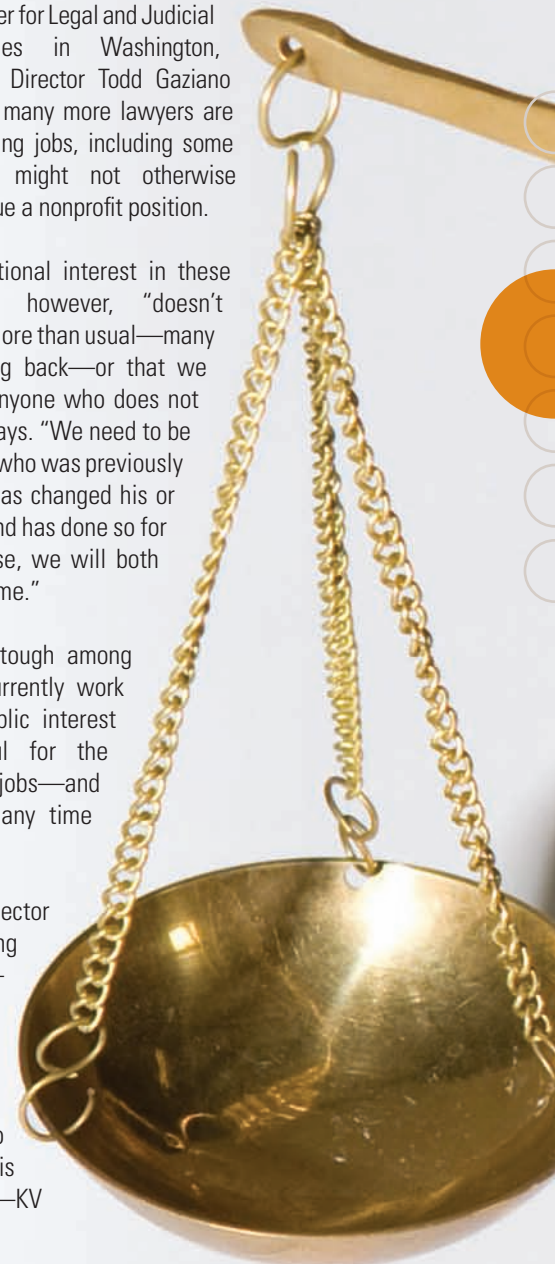 er for Legal and Judicial
es in Washington,
Director Todd Gaziano
many more lawyers are
ng jobs, including some
might not otherwise
ue a nonprofit position.
tional interest in these
however, “doesn’t
ore than usual—many
g back—or that we
nyone who does not
ays. “We need to be
who was previously
as changed his or
nd has done so for
se, we will both
me.”
tough among
urrently work
blic interest
l for the
jobs—and
any time
ector
ng
-
o
is
–KV